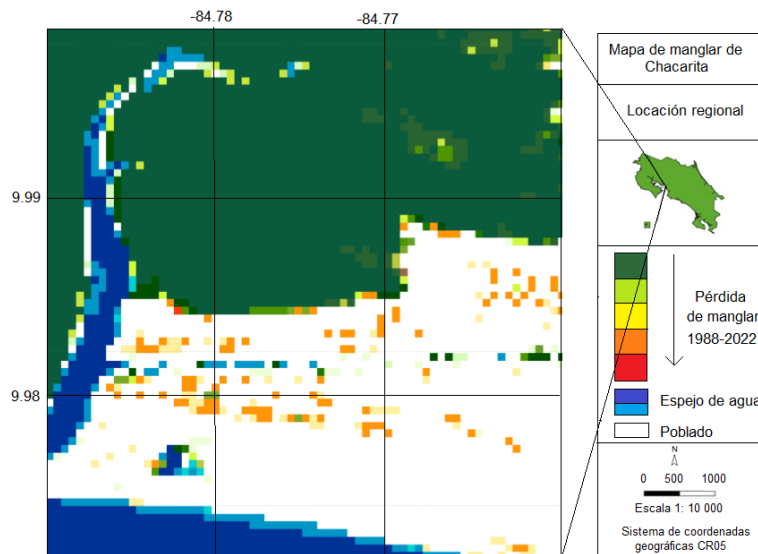 -84.78
-84.77
9.99
9.98
Mapa de manglar de
Chacarita
Locación regional
Pérdida
de manglar
1988-2022
Espejo de agua
Poblado
N
0 500 1000
Escala 1: 10 000
Sistema de coordenadas
geográficas CR05